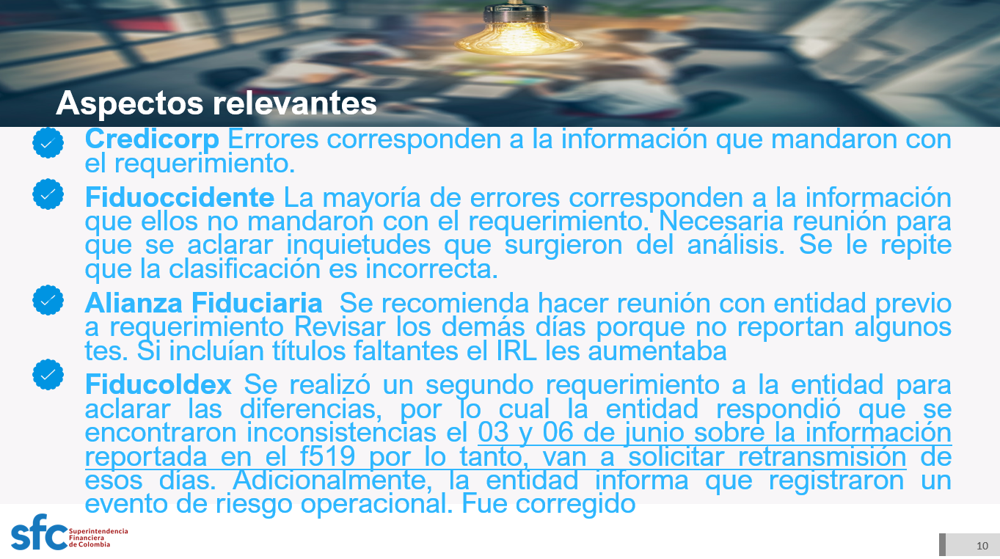 Aspectos relevantes
Credicorp Errores corresponden a la información que mandaron con
el requerimiento.
Fiduoccidente La mayoría de errores corresponden a la información
que ellos no mandaron con el requerimiento. Necesaria reunión para
que se aclarar inquietudes que surgieron del análisis. Se le repite
que la clasificación es incorrecta.
Alianza Fiduciaria Se recomienda hacer reunión con entidad previo
a requerimiento Revisar los demás días porque no reportan algunos
tes. Si incluían títulos faltantes el IRL les aumentaba
Fiducoldex Se realizó un segundo requerimiento a la entidad para
aclarar las diferencias, por lo cual la entidad respondió que se
encontraron inconsistencias el 03 y 06 de junio sobre la información
reportada en el f519 por lo tanto, van a solicitar retransmisión de
esos días. Adicionalmente, la entidad informa que registraron un
evento de riesgo operacional. Fue corregido
sfc Superintendencia
Financiera
de Colombia
10